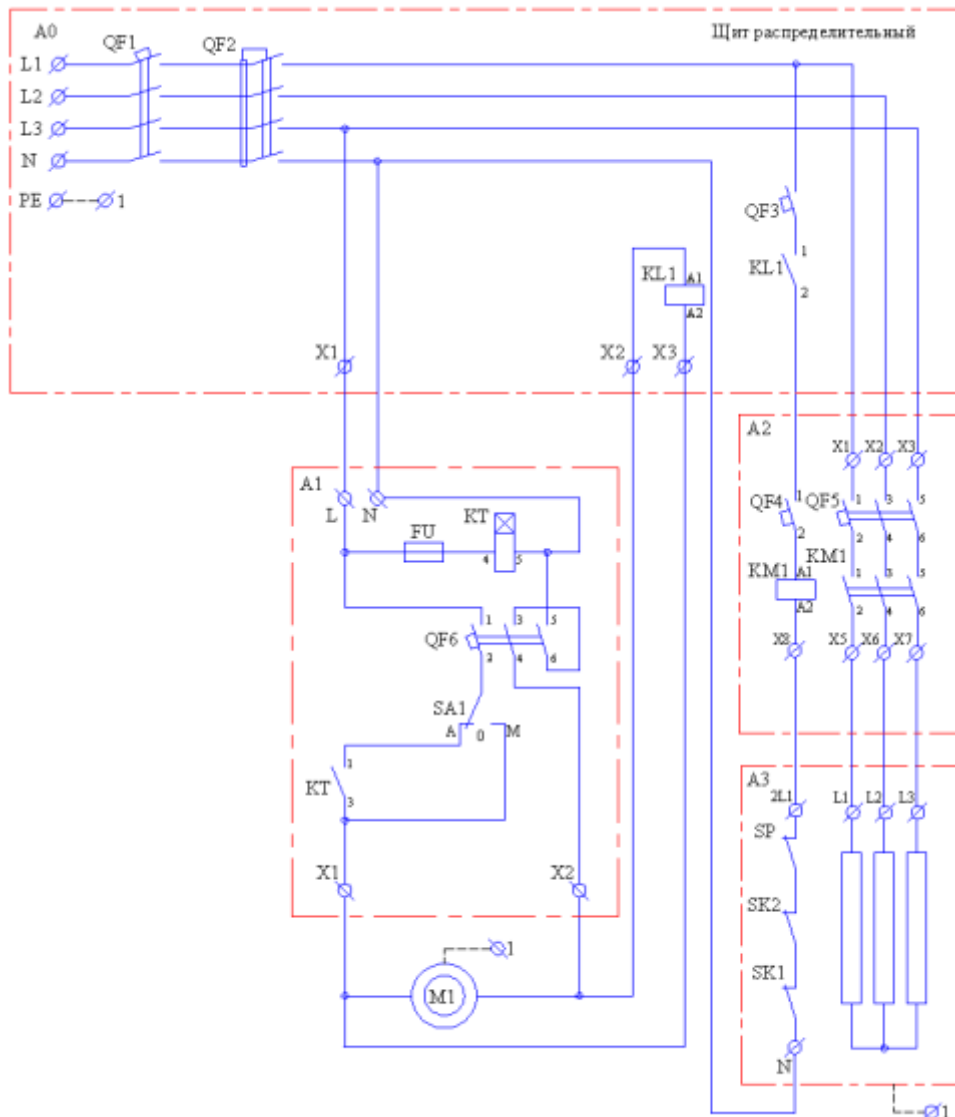 A0
QF1
QF2
Щит распределительный
L1
L2
L3
N
PE
1
QF3
KL1
1
2
KL1
A1
A2
X1
X2
X3
A2
X1
X2
X3
A1
L
N
FU
KT
4
5
QF4
1
2
QF5
1
3
5
2
4
6
KM1
A1
A2
KM1
1
3
5
2
4
6
QF6
1
3
5
2
4
6
X8
X5
X6
X7
SA1
A
0
M
KT
1
3
A3
2L1
L1
L2
L3
SP
X1
X2
SK2
1
SK1
M1
N
1